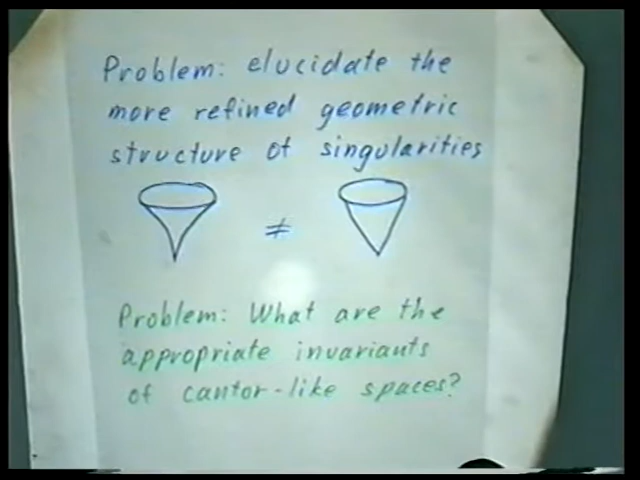 Problem: elucidate the
more refined geometric
structure of singularities
≠
Problem: What are the
appropriate invariants
of cantor-like spaces?